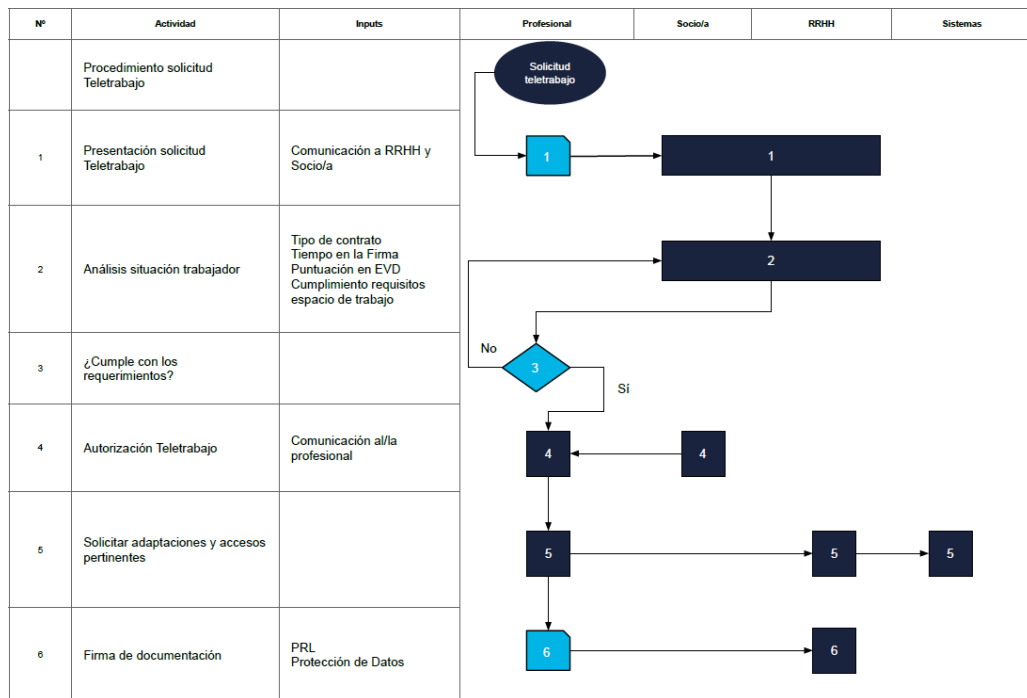 Nº Actividad Inputs Profesional Socio/a RRHH Sistemas
Procedimiento solicitud
Teletrabajo
Solicitud
teletrabajo
1
Presentación solicitud
Teletrabajo
Comunicación a RRHH y
Socio/a
1
1
2
Análisis situación trabajador
Tipo de contrato
Tiempo en la Firma
Puntuación en EVD
Cumplimiento requisitos
espacio de trabajo
2
3
¿Cumple con los
requerimientos?
No
3
Sí
4
Autorización Teletrabajo
Comunicación al/la
profesional
4
4
5
Solicitar adaptaciones y accesos
pertinentes
5
5
5
6
Firma de documentación
PRL
Protección de Datos
6
6